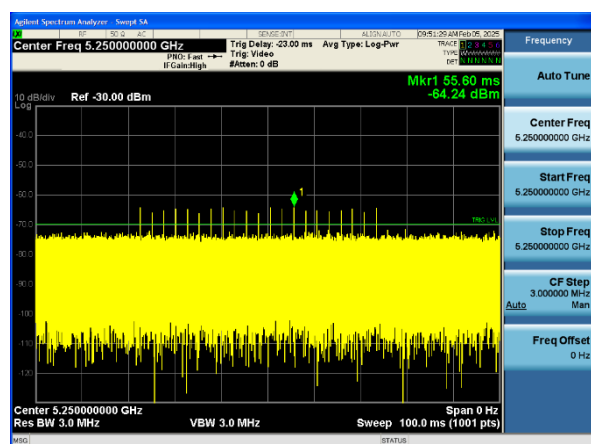 Agilent Spectrum Analyzer - Swept SA
RF 50 Ω AC SENSE:INT ALIGN AUTO 09:51:29 AM Feb 05, 2025
Center Freq 5.250000000 GHz
Trig Delay: -23.00 ms Avg Type: Log-Pwr
TRACE 1 2 3 4 5 6
PNO: Fast Trig: Video
TYPE
IFGain:High #Atten: 0 dB
DET N N N N N N
Frequency
Mkr1 55.60 ms
-64.24 dBm
10 dB/div Ref -30.00 dBm
Log
Auto Tune
-40.0
-50.0
-60.0
-70.0
-80.0
-90.0
-100
-110
-120
1
TRIG LVL
Center Freq
5.250000000 GHz
Start Freq
5.250000000 GHz
Stop Freq
5.250000000 GHz
CF Step
3.000000 MHz
Auto Man
Freq Offset
0 Hz
Center 5.250000000 GHz Span 0 Hz
Res BW 3.0 MHz VBW 3.0 MHz Sweep 100.0 ms (1001 pts)
MSG STATUS